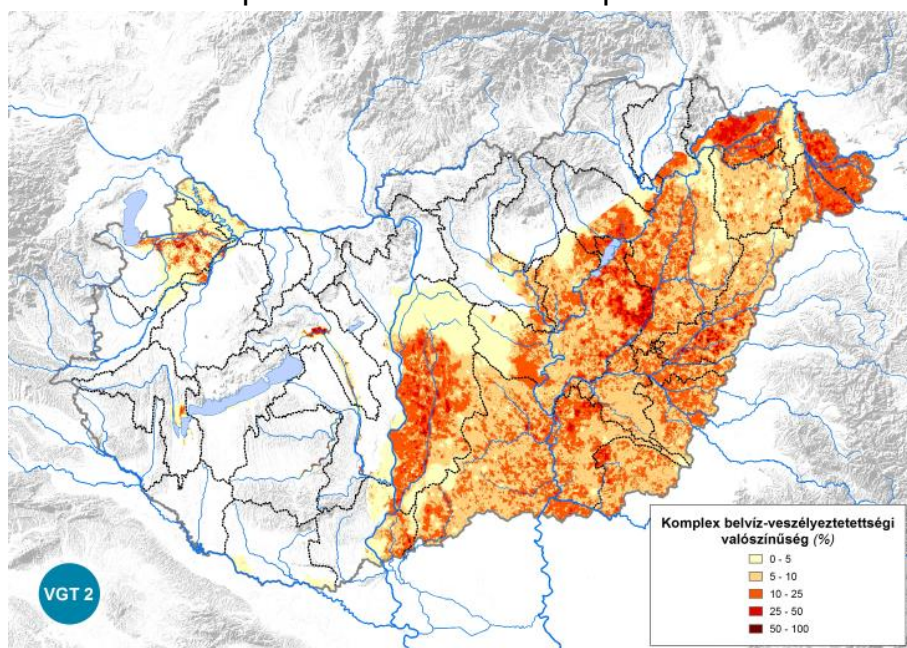 VGT 2
Komplex belvíz-veszélyeztetettségi
valószínűség (%)
0 - 5
5 - 10
10 - 25
25 - 50
50 - 100